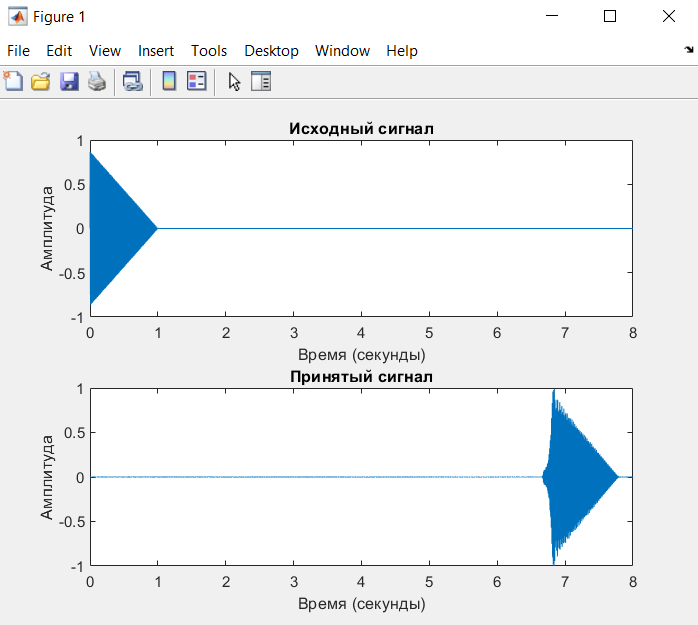 Figure 1
File Edit View Insert Tools Desktop Window Help
Исходный сигнал
1
0.5
0
-0.5
-1
Амплитуда
0 1 2 3 4 5 6 7 8
Время (секунды)
Принятый сигнал
1
0.5
0
-0.5
-1
Амплитуда
0 1 2 3 4 5 6 7 8
Время (секунды)